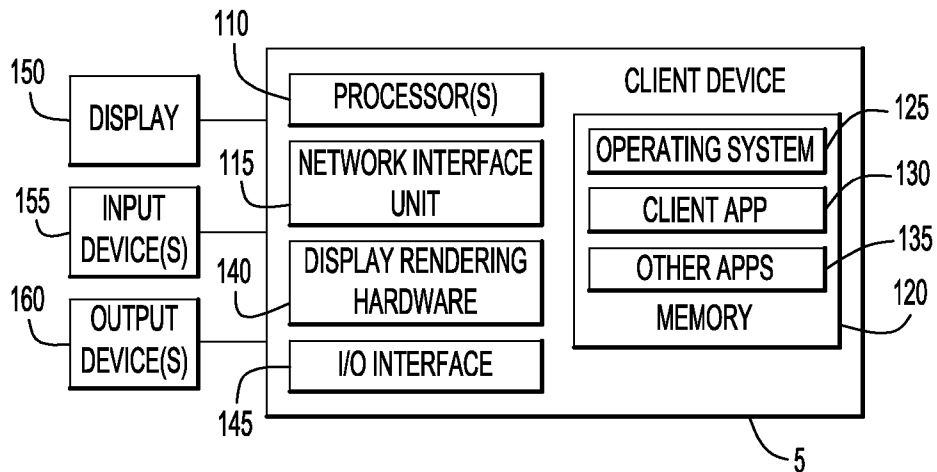 150
DISPLAY
155
INPUT
DEVICE(S)
160
OUTPUT
DEVICE(S)
110
PROCESSOR(S)
115
NETWORK INTERFACE
UNIT
140
DISPLAY RENDERING
HARDWARE
I/O INTERFACE
145
CLIENT DEVICE
OPERATING SYSTEM
125
CLIENT APP
130
OTHER APPS
135
MEMORY
120
5